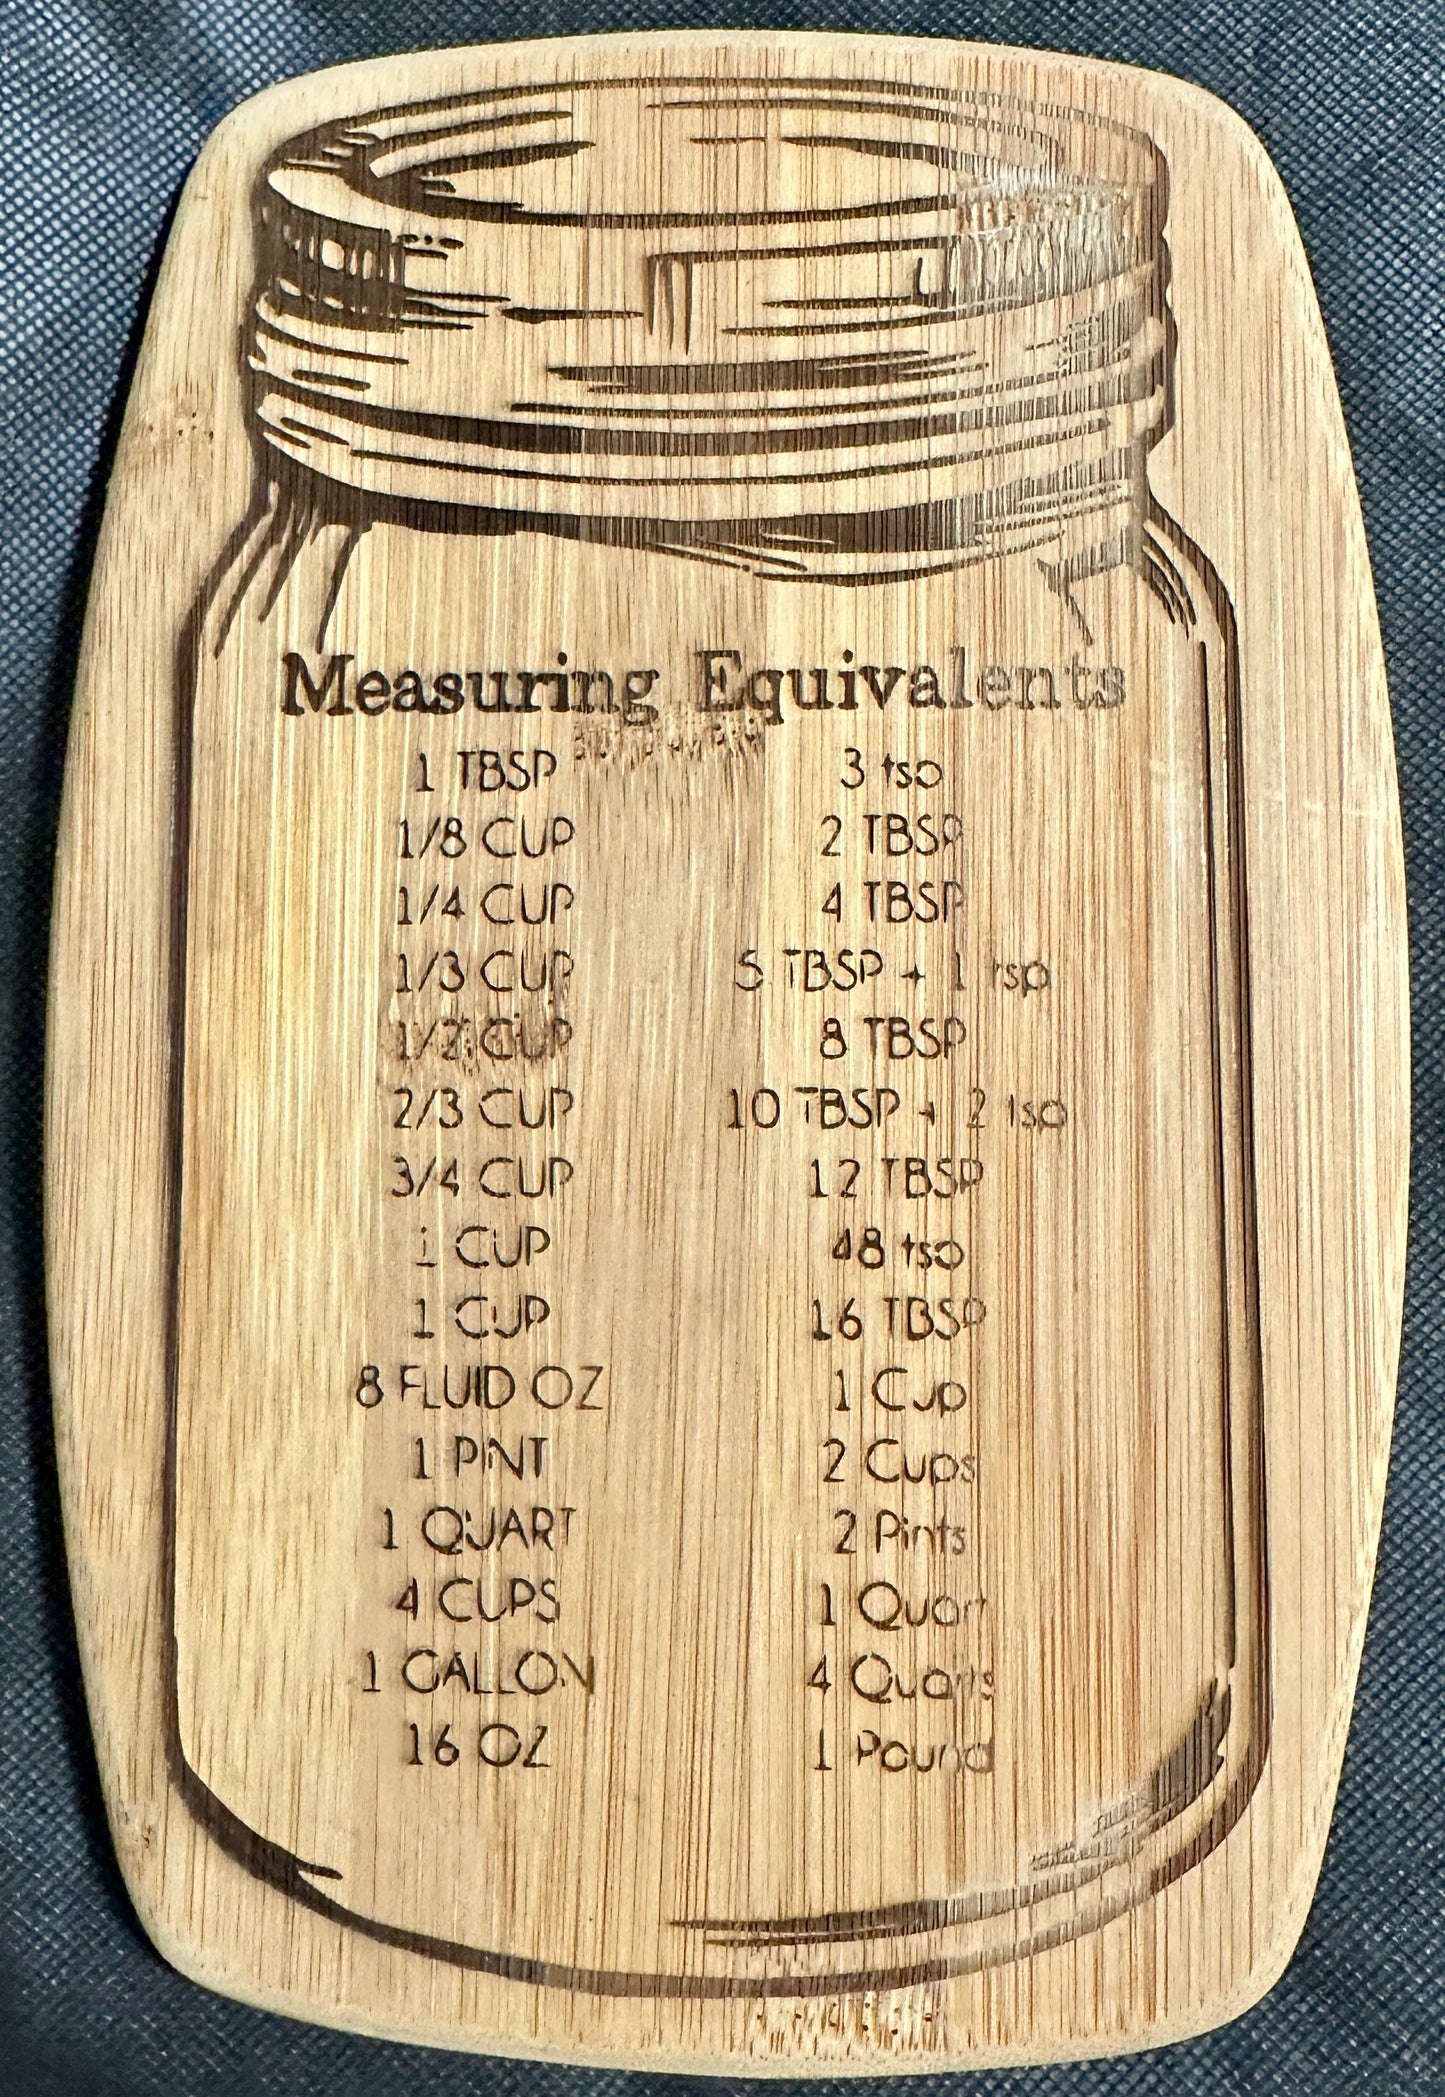 Measuring Equivalents
1 TBSP 3 tsp
1/8 CUP 2 TBSP
1/4 CUP 4 TBSP
1/3 CUP 5 TBSP + 1 tsp
1/2 CUP 8 TBSP
2/3 CUP 10 TBSP + 2 tsp
3/4 CUP 12 TBSP
1 CUP 48 tsp
1 CUP 16 TBSP
8 FLUID OZ 1 Cup
1 PINT 2 Cups
1 QUART 2 Pints
4 CUPS 1 Quart
1 GALLON 4 Quarts
16 OZ 1 Pound